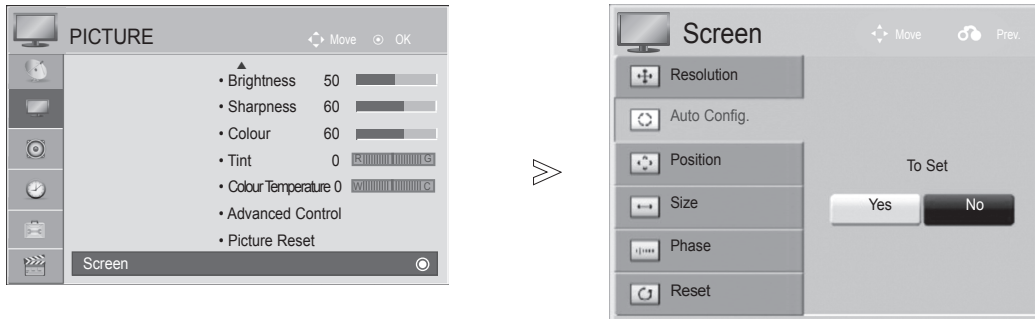 PICTURE
Move OK
• Brightness 50
• Sharpness 60
• Colour 60
• Tint 0 R G
• Colour Temperature 0 W C
• Advanced Control
• Picture Reset
Screen
Screen
Move Prev.
Resolution
Auto Config.
Position
Size
Phase
Reset
To Set
Yes No